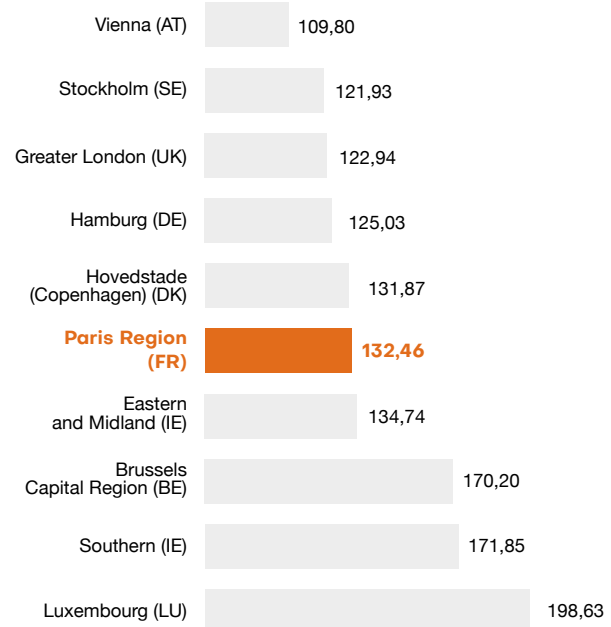 Vienna (AT)
109,80
Stockholm (SE)
121,93
Greater London (UK)
122,94
Hamburg (DE)
125,03
Hovedstade
(Copenhagen) (DK)
131,87
Paris Region
(FR)
132,46
Eastern
and Midland (IE)
134,74
Brussels
Capital Region (BE)
170,20
Southern (IE)
171,85
Luxembourg (LU)
198,63